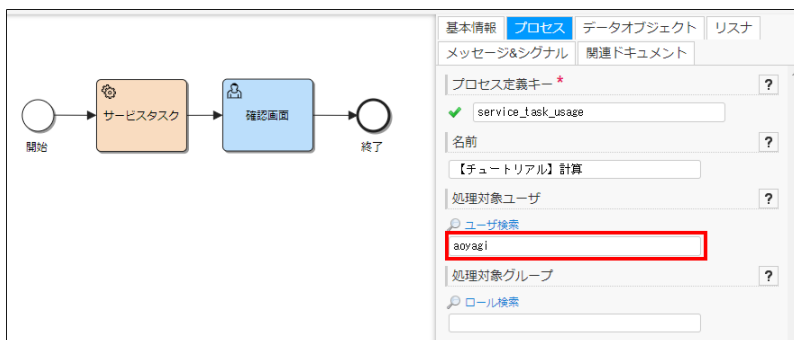 開始
サービスタスク
確認画面
終了
基本情報 プロセス データオブジェクト リスナ
メッセージ&シグナル 関連ドキュメント
プロセス定義キー * ?
service_task_usage
名前 ?
【チュートリアル】計算
処理対象ユーザ ?
ユーザ検索
aoyagi
処理対象グループ ?
ロール検索